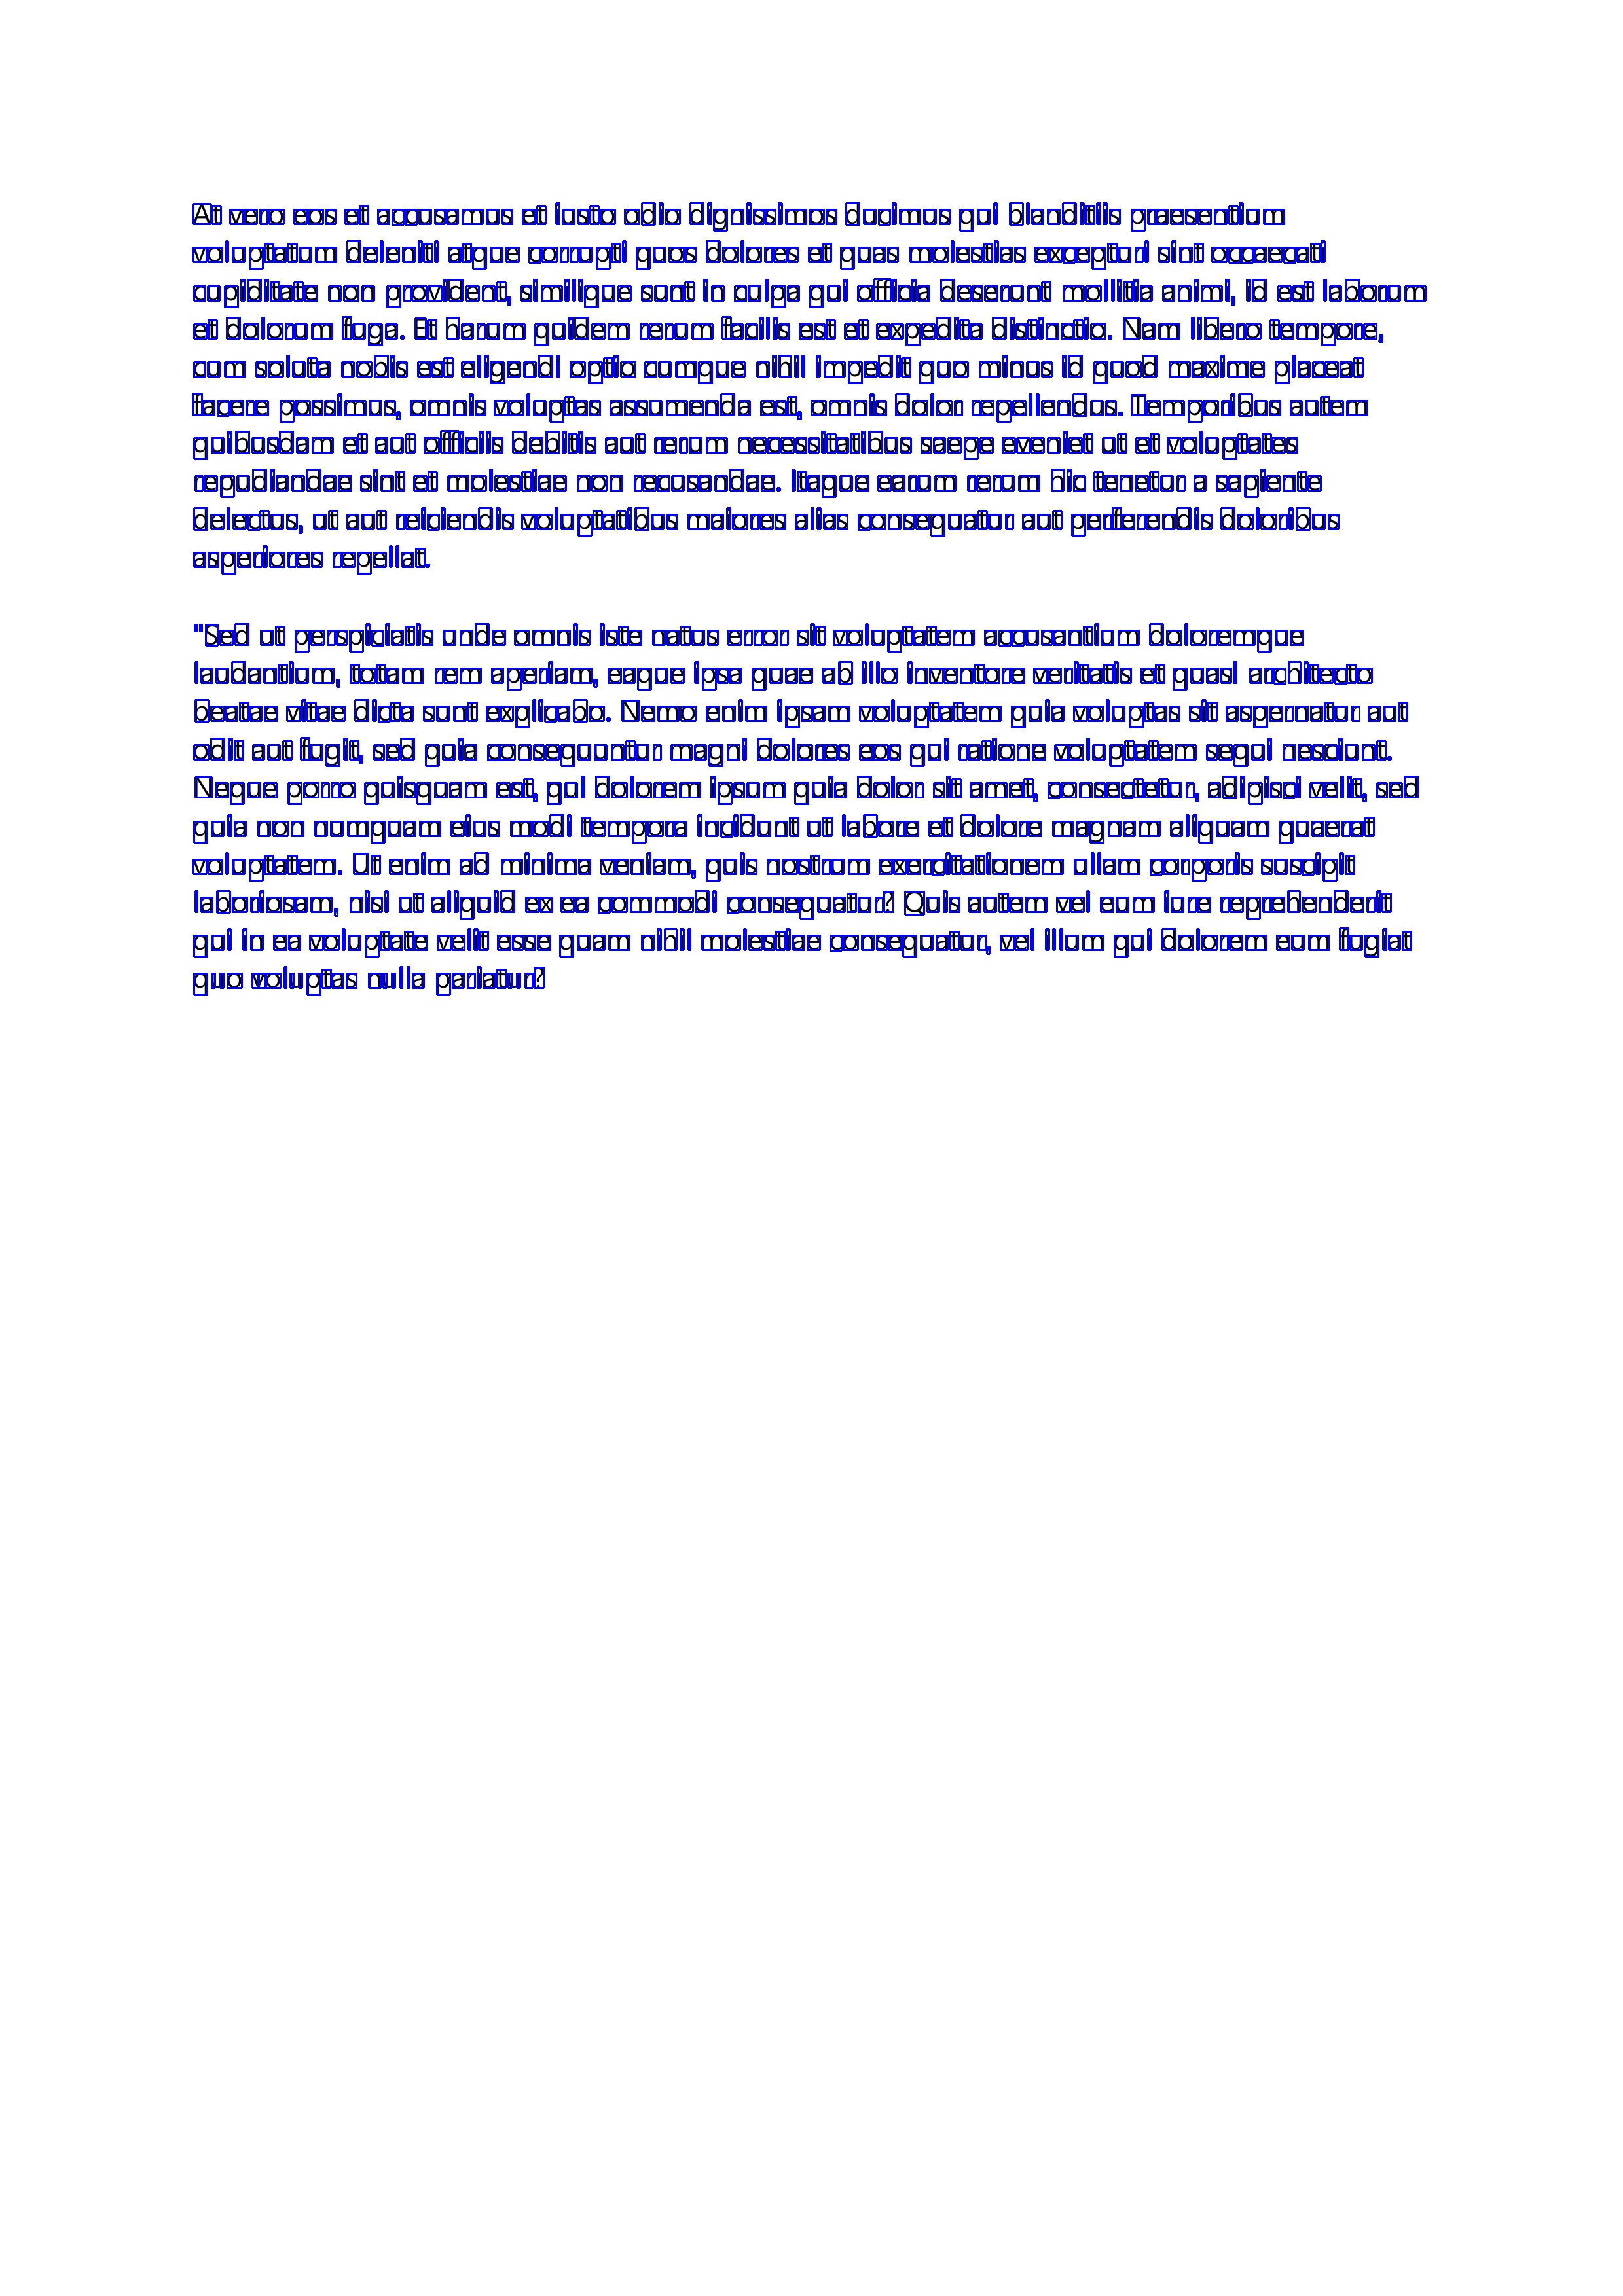 At vero eos et accusamus et iusto odio dignissimos ducimus qui blanditiis praesentium
voluptatum deleniti atque corrupti quos dolores et quas molestias excepturi sint occaecati
cupiditate non provident, similique sunt in culpa qui officia deserunt mollitia animi, id est laborum
et dolorum fuga. Et harum quidem rerum facilis est et expedita distinctio. Nam libero tempore,
cum soluta nobis est eligendi optio cumque nihil impedit quo minus id quod maxime placeat
facere possimus, omnis voluptas assumenda est, omnis dolor repellendus. Temporibus autem
quibusdam et aut officiis debitis aut rerum necessitatibus saepe eveniet ut et voluptates
repudiandae sint et molestiae non recusandae. Itaque earum rerum hic tenetur a sapiente
delectus, ut aut reiciendis voluptatibus maiores alias consequatur aut perferendis doloribus
asperiores repellat.
"Sed ut perspiciatis unde omnis iste natus error sit voluptatem accusantium doloremque
laudantium, totam rem aperiam, eaque ipsa quae ab illo inventore veritatis et quasi architecto
beatae vitae dicta sunt explicabo. Nemo enim ipsam voluptatem quia voluptas sit aspernatur aut
odit aut fugit, sed quia consequuntur magni dolores eos qui ratione voluptatem sequi nesciunt.
Neque porro quisquam est, qui dolorem ipsum quia dolor sit amet, consectetur, adipisci velit, sed
quia non numquam eius modi tempora incidunt ut labore et dolore magnam aliquam quaerat
voluptatem. Ut enim ad minima veniam, quis nostrum exercitationem ullam corporis suscipit
laboriosam, nisi ut aliquid ex ea commodi consequatur? Quis autem vel eum iure reprehenderit
qui in ea voluptate velit esse quam nihil molestiae consequatur, vel illum qui dolorem eum fugiat
quo voluptas nulla pariatur?